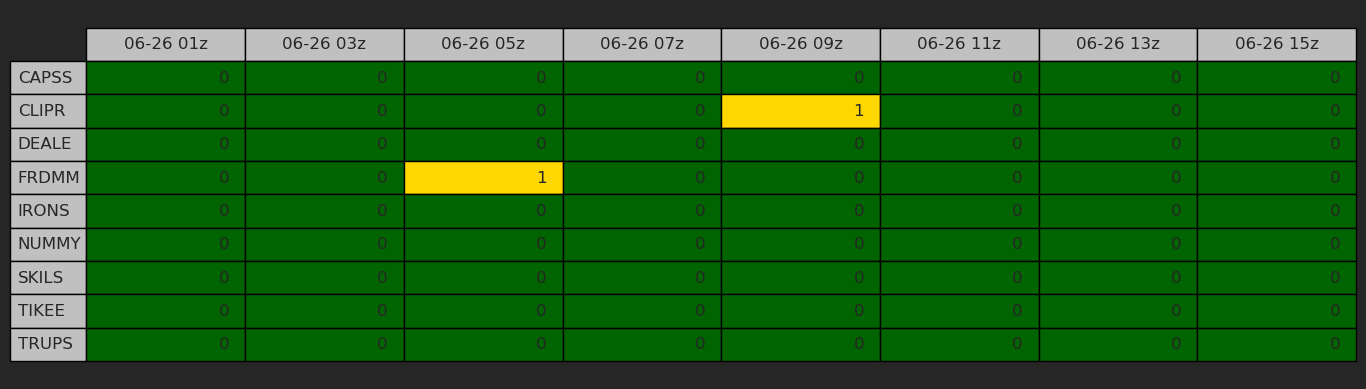 06-26 01z 06-26 03z 06-26 05z 06-26 07z 06-26 09z 06-26 11z 06-26 13z 06-26 15z
CAPSS 0 0 0 0 0 0 0 0
CLIPR 0 0 0 0 1 0 0 0
DEALE 0 0 0 0 0 0 0 0
FRDMM 0 0 1 0 0 0 0 0
IRONS 0 0 0 0 0 0 0 0
NUMMY 0 0 0 0 0 0 0 0
SKILS 0 0 0 0 0 0 0 0
TIKEE 0 0 0 0 0 0 0 0
TRUPS 0 0 0 0 0 0 0 0